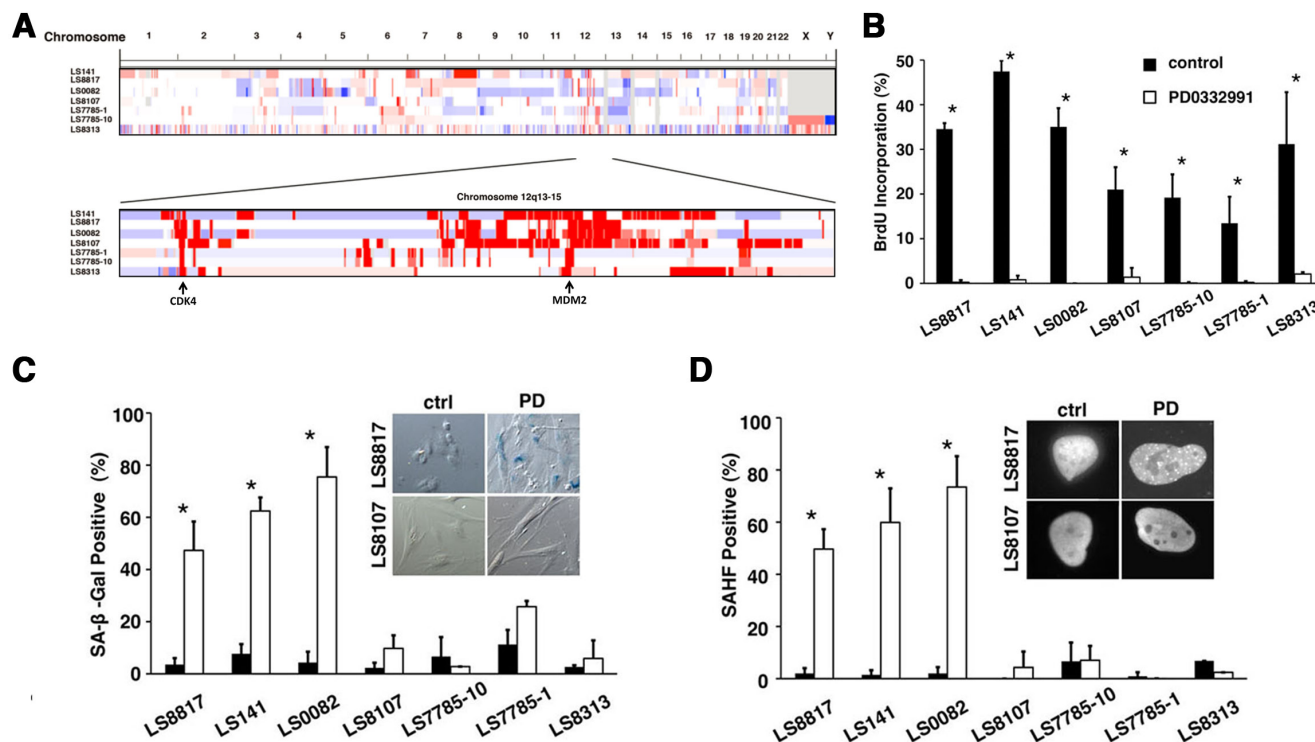 A
Chromosome 1 2 3 4 5 6 7 8 9 10 11 12 13 14 15 16 17 18 19 20 21 22 X Y
LS141
LS8817
LS0082
LS8107
LS7785-1
LS7785-10
LS8313
Chromosome 12q13-15
LS141
LS8817
LS0082
LS8107
LS7785-1
LS7785-10
LS8313
CDK4 MDM2
B
BrdU Incorporation (%)
50
40
30
20
10
0
* * * * * * *
control
PD0332991
LS8817 LS141 LS0082 LS8107 LS7785-10 LS7785-1 LS8313
C
SA-β -Gal Positive (%)
100
80
60
40
20
0
* * *
ctrl PD
LS8817
LS8107
LS8817 LS141 LS0082 LS8107 LS7785-10 LS7785-1 LS8313
D
SAHF Positive (%)
100
80
60
40
20
0
* * *
ctrl PD
LS8817
LS8107
LS8817 LS141 LS0082 LS8107 LS7785-10 LS7785-1 LS8313